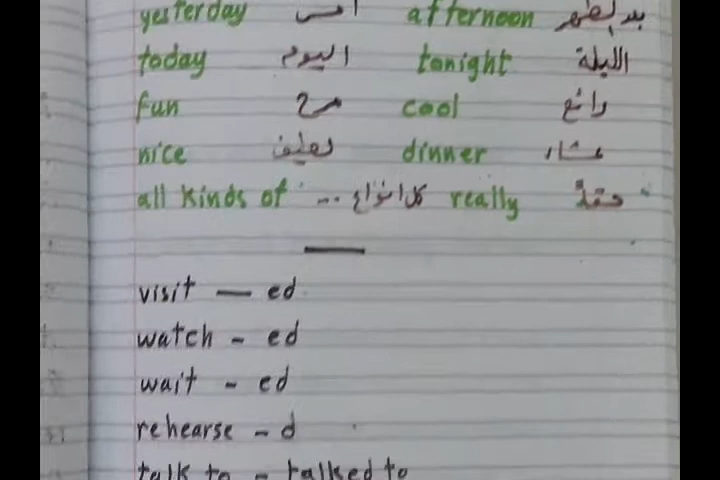 yesterday أمس afternoon بعد الظهر
today اليوم tonight الليلة
fun مرح cool رائع
nice لطيف dinner عشاء
all kinds of ... كل انواع really حقاً
visit — ed
watch - ed
wait - ed
rehearse - d
talk to - talked to